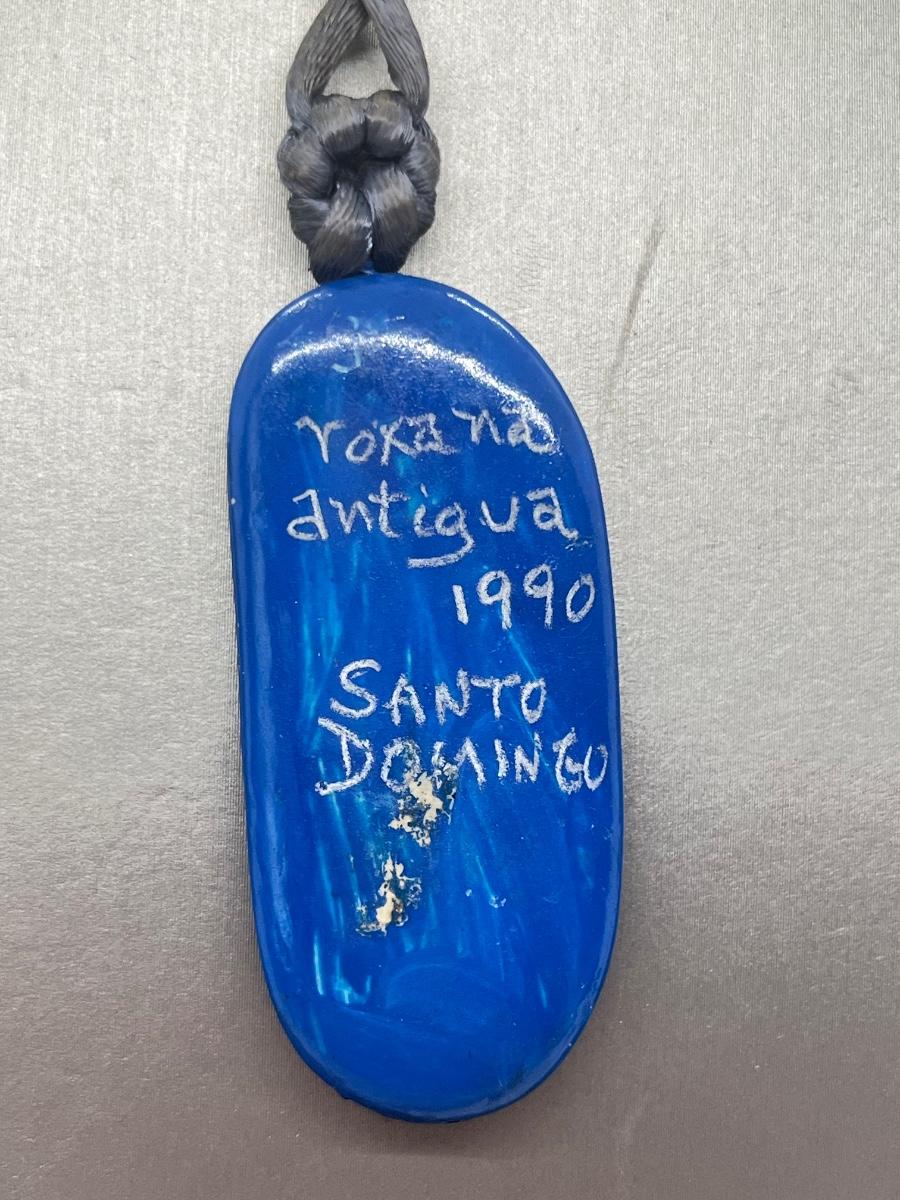 roxana
antigua
1990
SANTO
DOMINGO